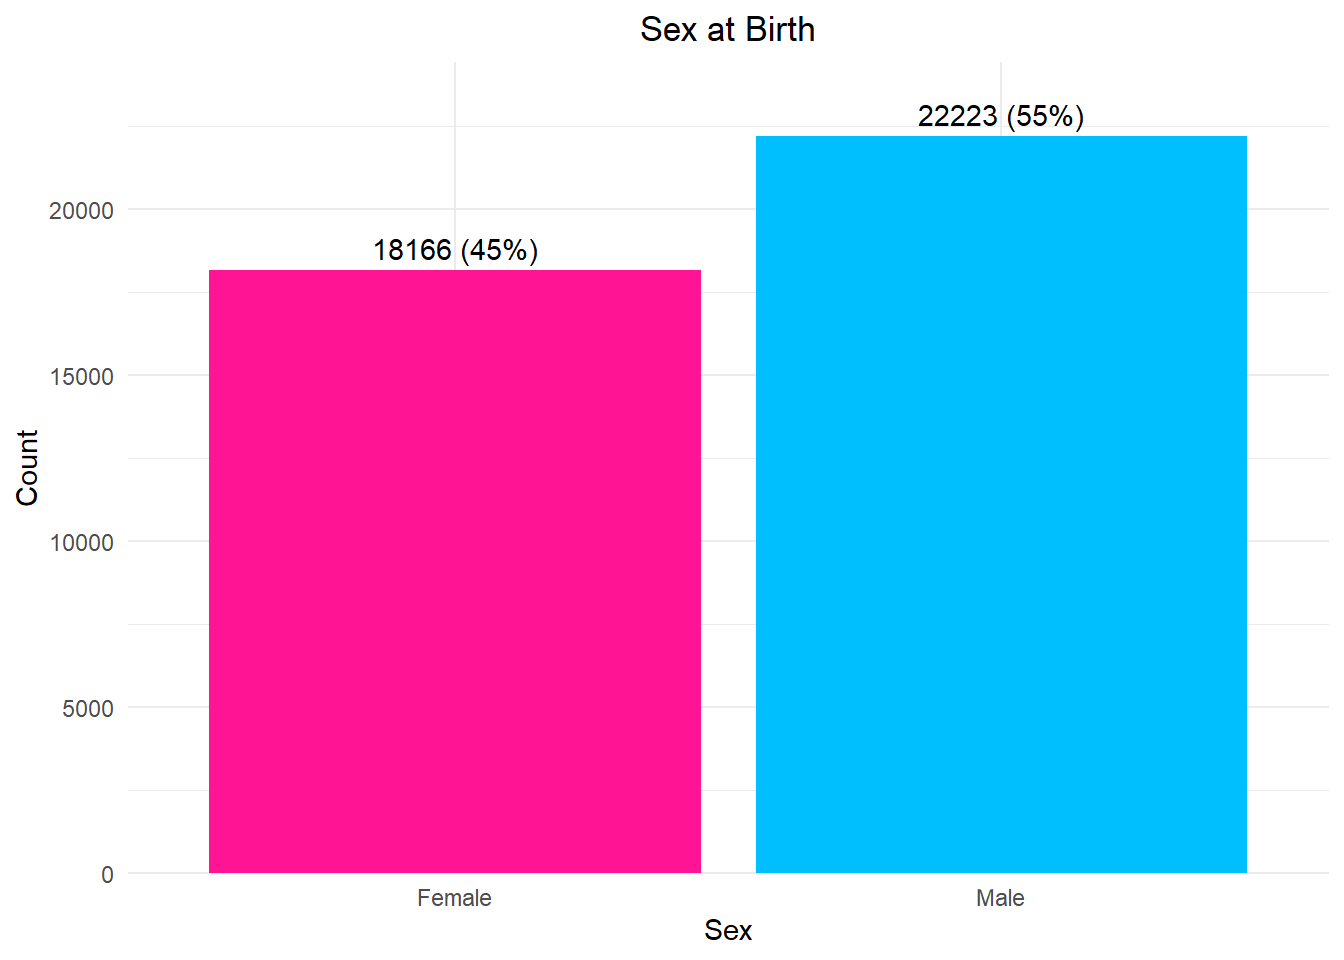 Sex at Birth
22223 (55%)
18166 (45%)
20000
15000
10000
5000
0
Count
Female
Male
Sex